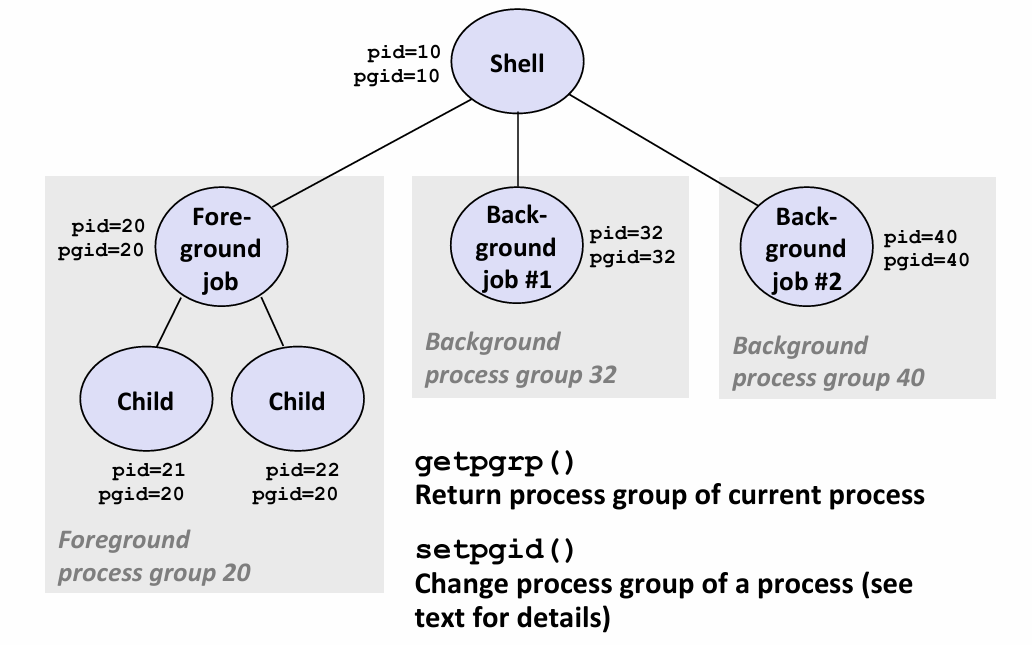 pid=10
pgid=10
Shell
pid=20
pgid=20
Fore-
ground
job
Back-
ground
job #1
pid=32
pgid=32
Back-
ground
job #2
pid=40
pgid=40
Background
process group 32
Background
process group 40
Child
Child
pid=21
pgid=20
pid=22
pgid=20
Foreground
process group 20
getpgrp()
Return process group of current process
setpgid()
Change process group of a process (see
text for details)